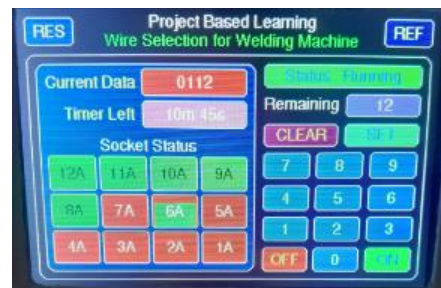 RES
Project Based Learning
Wire Selection for Welding Machine
REF
Current Data 0112
Timer Left 10m 45s
Socket Status
12A 11A 10A 9A
8A 7A 6A 5A
4A 3A 2A 1A
Status : Running
Remaining 12
CLEAR SET
7 8 9
4 5 6
1 2 3
OFF 0 ON